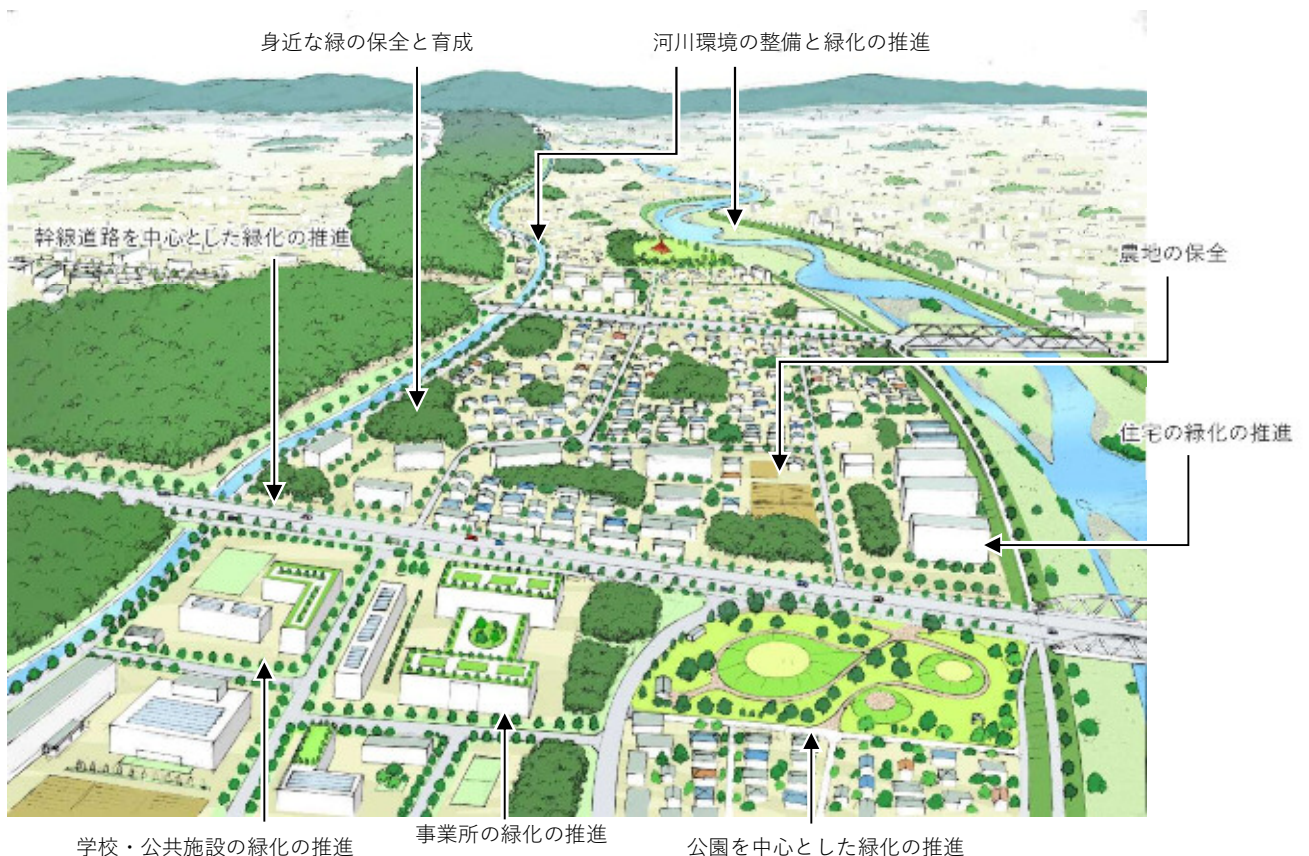 身近な緑の保全と育成
河川環境の整備と緑化の推進
幹線道路を中心とした緑化の推進
農地の保全
住宅の緑化の推進
学校・公共施設の緑化の推進
事業所の緑化の推進
公園を中心とした緑化の推進